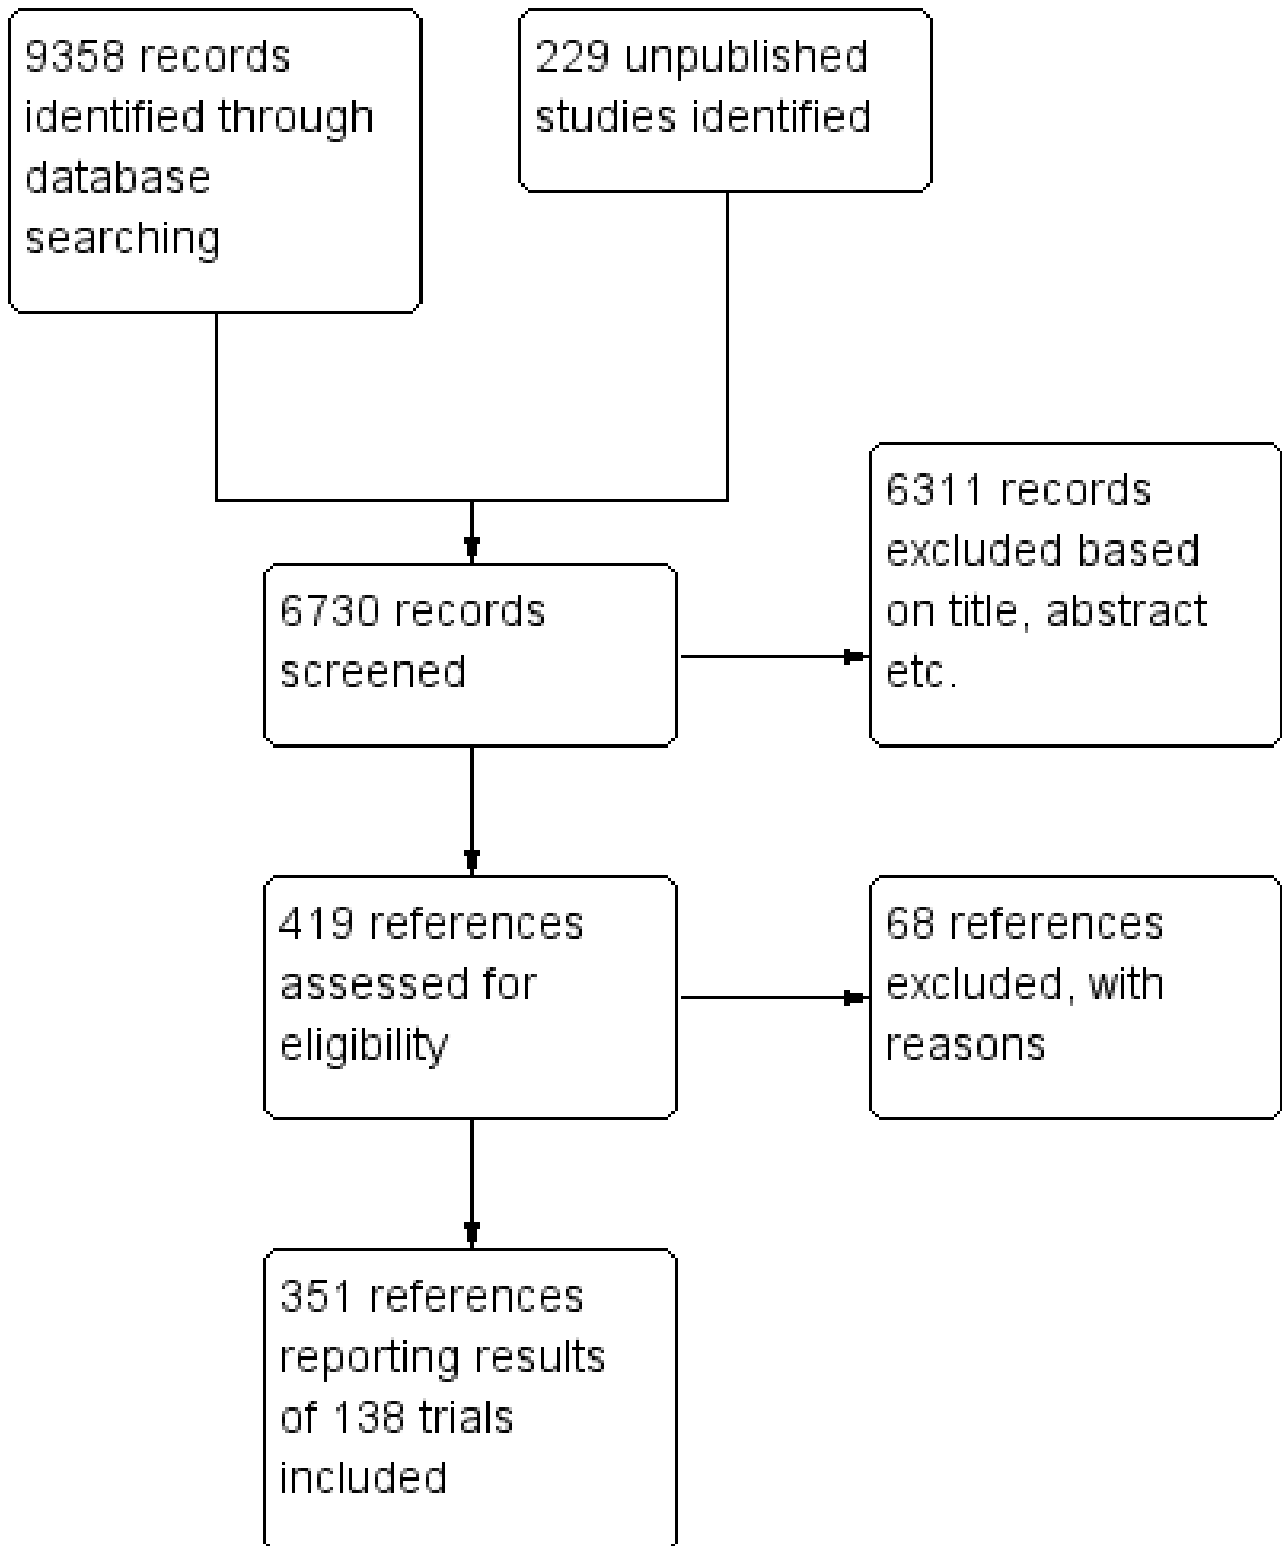 9358 records
identified through
database
searching
229 unpublished
studies identified
6730 records
screened
6311 records
excluded based
on title, abstract
etc.
419 references
assessed for
eligibility
68 references
excluded, with
reasons
351 references
reporting results
of 138 trials
included